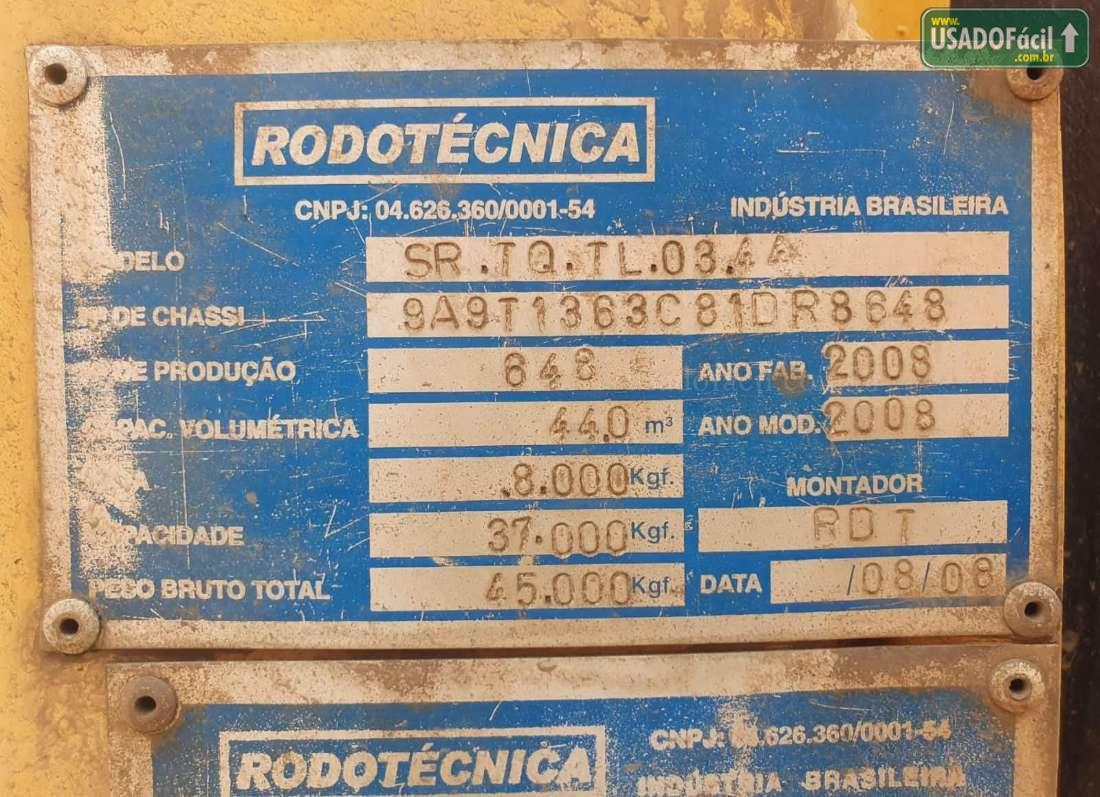 www.
USADOFácil
.com.br
RODOTÉCNICA
CNPJ: 04.626.360/0001-54 INDÚSTRIA BRASILEIRA
DELO SR.TQ.TL.03.4A
DE CHASSI 9A9T1363C81DR8648
DE PRODUÇÃO 648 ANO FAB. 2008
PAC. VOLUMÉTRICA 44.0 m³ ANO MOD. 2008
A .8.000 Kgf. MONTADOR
PACIDADE 37.000 Kgf. RDT
PESO BRUTO TOTAL 45.000 Kgf. DATA /08/08
RODOTÉCNICA
CNPJ: 04.626.360/0001-54
INDÚSTRIA BRASILEIRA